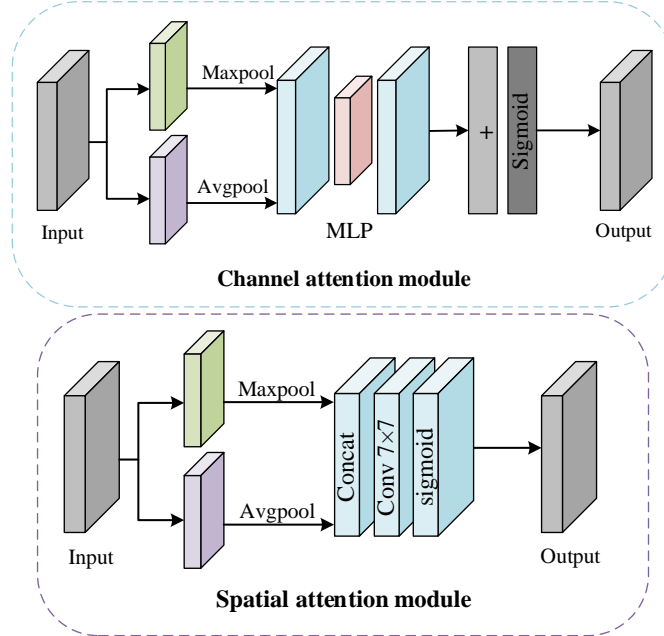 Maxpool
+
Sigmoid
Avgpool
Input
MLP
Output
Channel attention module
Maxpool
Concat
Conv 7×7
sigmoid
Avgpool
Input
Output
Spatial attention module